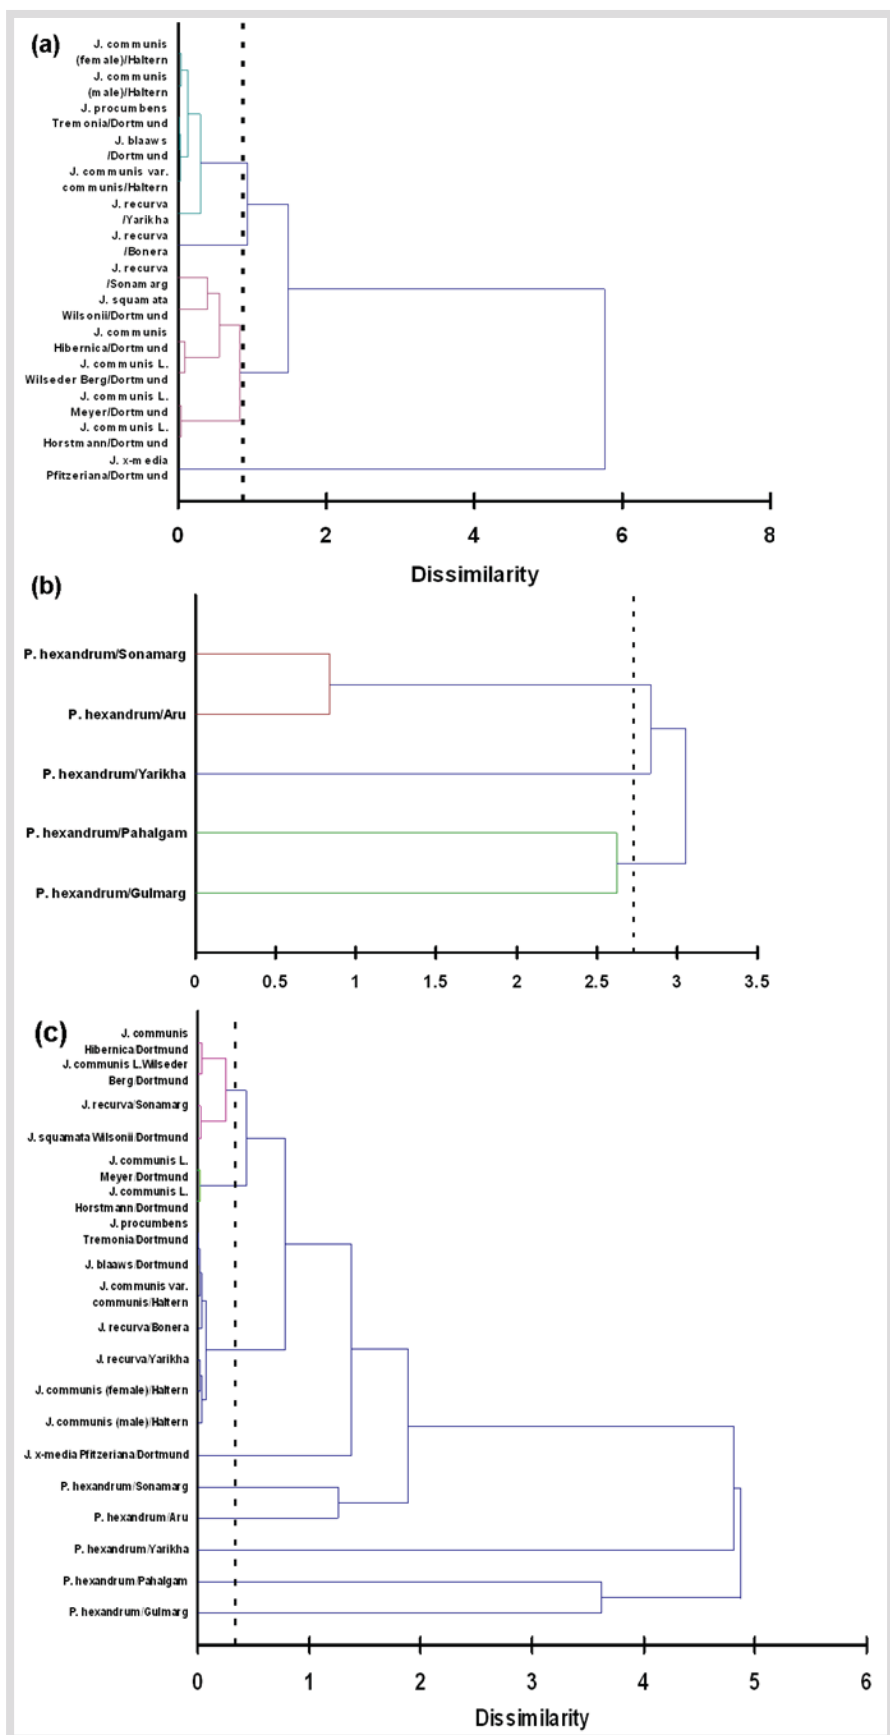 (a)
J. communis
(female)/Haltern
J. communis
(male)/Haltern
J. procumbens
Tremonia/Dortmund
J. blaaws
/Dortmund
J. communis var.
communis/Haltern
J. recurva
/Yarikha
J. recurva
/Bonera
J. recurva
/Sonamarg
J. squamata
Wilsonii/Dortmund
J. communis
Hibernica/Dortmund
J. communis L.
Wilseder Berg/Dortmund
J. communis L.
Meyer/Dortmund
J. communis L.
Horstmann/Dortmund
J. x-media
Pfitzeriana/Dortmund
0 2 4 6 8
Dissimilarity
(b)
P. hexandrum/Sonamarg
P. hexandrum/Aru
P. hexandrum/Yarikha
P. hexandrum/Pahalgam
P. hexandrum/Gulmarg
0 0.5 1 1.5 2 2.5 3 3.5
(c)
J. communis
Hibernica/Dortmund
J. communis L.Wilseder
Berg/Dortmund
J. recurva/Sonamarg
J. squamata Wilsonii/Dortmund
J. communis L.
Meyer/Dortmund
J. communis L.
Horstmann/Dortmund
J. procumbens
Tremonia/Dortmund
J. blaaws/Dortmund
J. communis var.
communis/Haltern
J. recurva/Bonera
J. recurva/Yarikha
J. communis (female)/Haltern
J. communis (male)/Haltern
J. x-media Pfitzeriana/Dortmund
P. hexandrum/Sonamarg
P. hexandrum/Aru
P. hexandrum/Yarikha
P. hexandrum/Pahalgam
P. hexandrum/Gulmarg
0 1 2 3 4 5 6
Dissimilarity